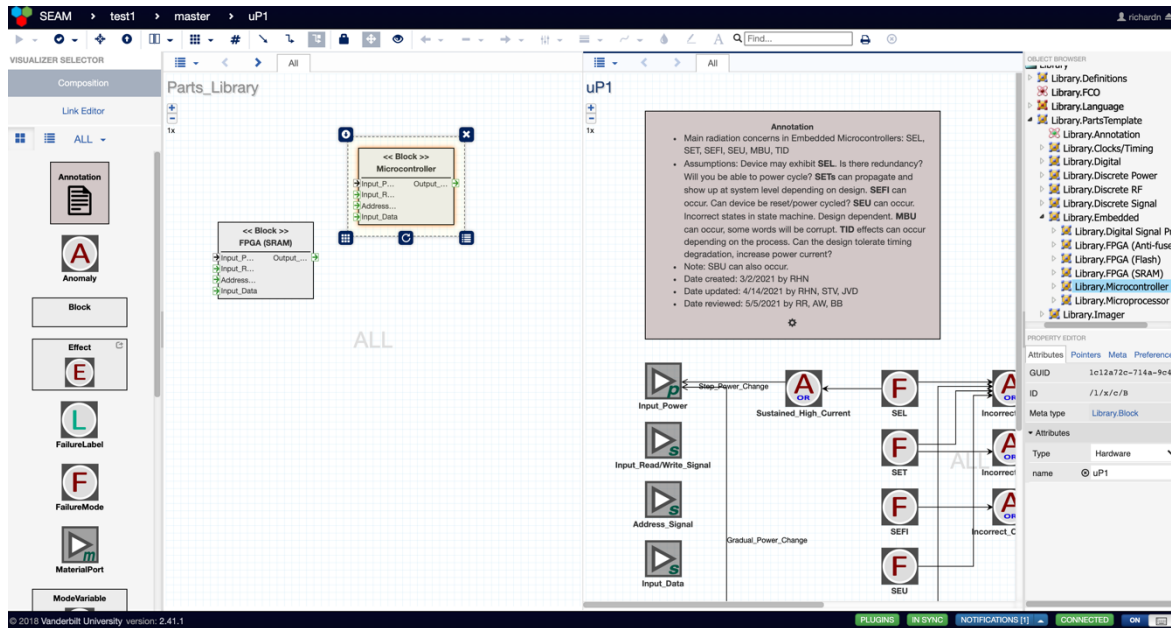 SEAM > test1 > master > uP1
richardn
Find...
VISUALIZER SELECTOR
Composition
Link Editor
ALL
Annotation
Anomaly
Block
Effect
FailureLabel
FailureMode
MaterialPort
ModeVariable
All
Parts_Library
1x
<< Block >>
Microcontroller
Input_P... Output_...
Input_R...
Address...
Input_Data
<< Block >>
FPGA (SRAM)
Input_P... Output_...
Input_R...
Address...
Input_Data
ALL
All
uP1
1x
Annotation
• Main radiation concerns in Embedded Microcontrollers: SEL,
SET, SEFI, SEU, MBU, TID
• Assumptions: Device may exhibit SEL. Is there redundancy?
Will you be able to power cycle? SETs can propagate and
show up at system level depending on design. SEFI can
occur. Can device be reset/power cycled? SEU can occur.
Incorrect states in state machine. Design dependent. MBU
can occur, some words will be corrupt. TID effects can occur
depending on the process. Can the design tolerate timing
degradation, increase power current?
• Note: SBU can also occur.
• Date created: 3/2/2021 by RHN
• Date updated: 4/14/2021 by RHN, STV, JVD
• Date reviewed: 5/5/2021 by RR, AW, BB
Input_Power
Step_Power_Change
Sustained_High_Current
SEL
Incorrect
Input_Read/Write_Signal
SET
ALL
Incorrect
Address_Signal
SEFI
Incorrect_C
Gradual_Power_Change
Input_Data
SEU
OBJECT BROWSER
Library
Library.Definitions
Library.FCO
Library.Language
Library.PartsTemplate
Library.Annotation
Library.Clocks/Timing
Library.Digital
Library.Discrete Power
Library.Discrete RF
Library.Discrete Signal
Library.Embedded
Library.Digital Signal Pr
Library.FPGA (Anti-fuse
Library.FPGA (Flash)
Library.FPGA (SRAM)
Library.Microcontroller
Library.Microprocessor
Library.Imager
PROPERTY EDITOR
Attributes Pointers Meta Preference
GUID 1c12a72c-714a-9c4
ID /1/x/c/B
Meta type Library.Block
Attributes
Type Hardware
name uP1
© 2018 Vanderbilt University version: 2.41.1
PLUGINS IN SYNC NOTIFICATIONS [1] CONNECTED ON